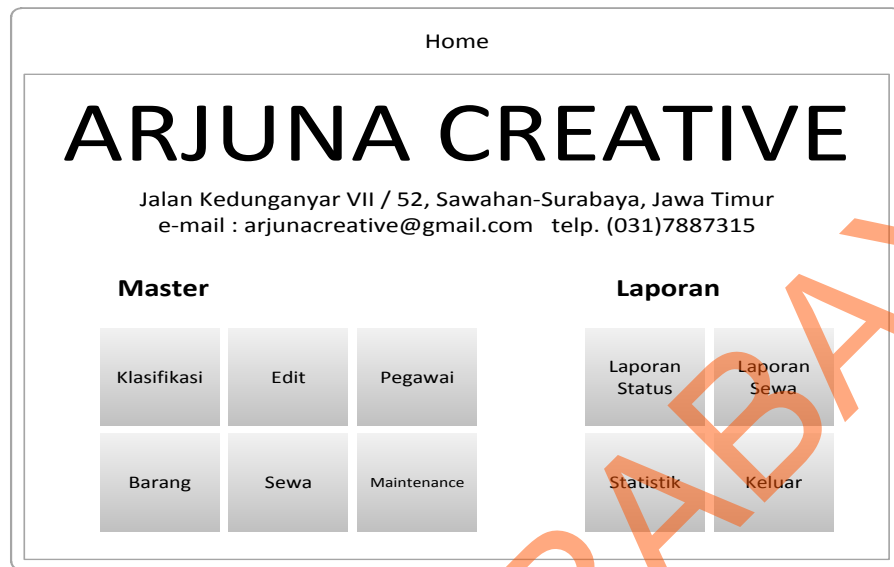 Home
ARJUNA CREATIVE
Jalan Kedunganyar VII / 52, Sawahan-Surabaya, Jawa Timur
e-mail : arjunacreative@gmail.com   telp. (031)7887315
Master
Klasifikasi
Edit
Pegawai
Barang
Sewa
Maintenance
Laporan
Laporan
Status
Laporan
Sewa
Statistik
Keluar
RABAY